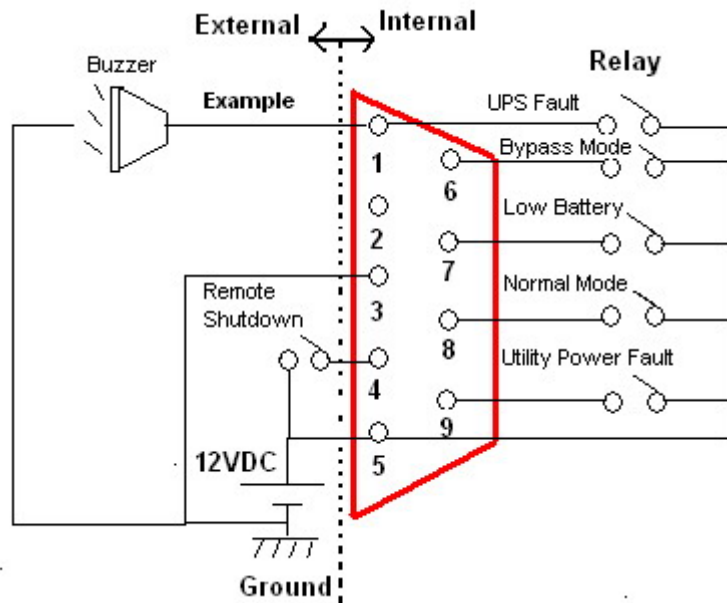 External
Internal
Buzzer
Relay
Example
UPS Fault
Bypass Mode
1
6
Low Battery
2
7
Remote
Shutdown
Normal Mode
3
8
Utility Power Fault
4
9
12VDC
5
Ground